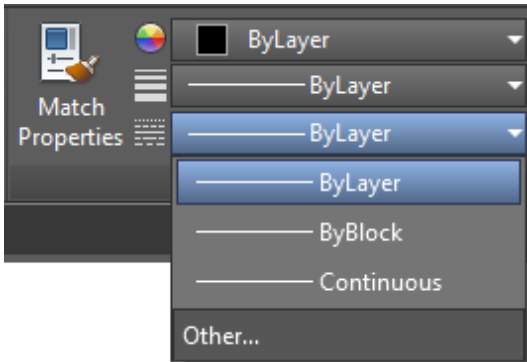 Match
Properties
ByLayer
ByLayer
ByLayer
ByLayer
ByBlock
Continuous
Other...